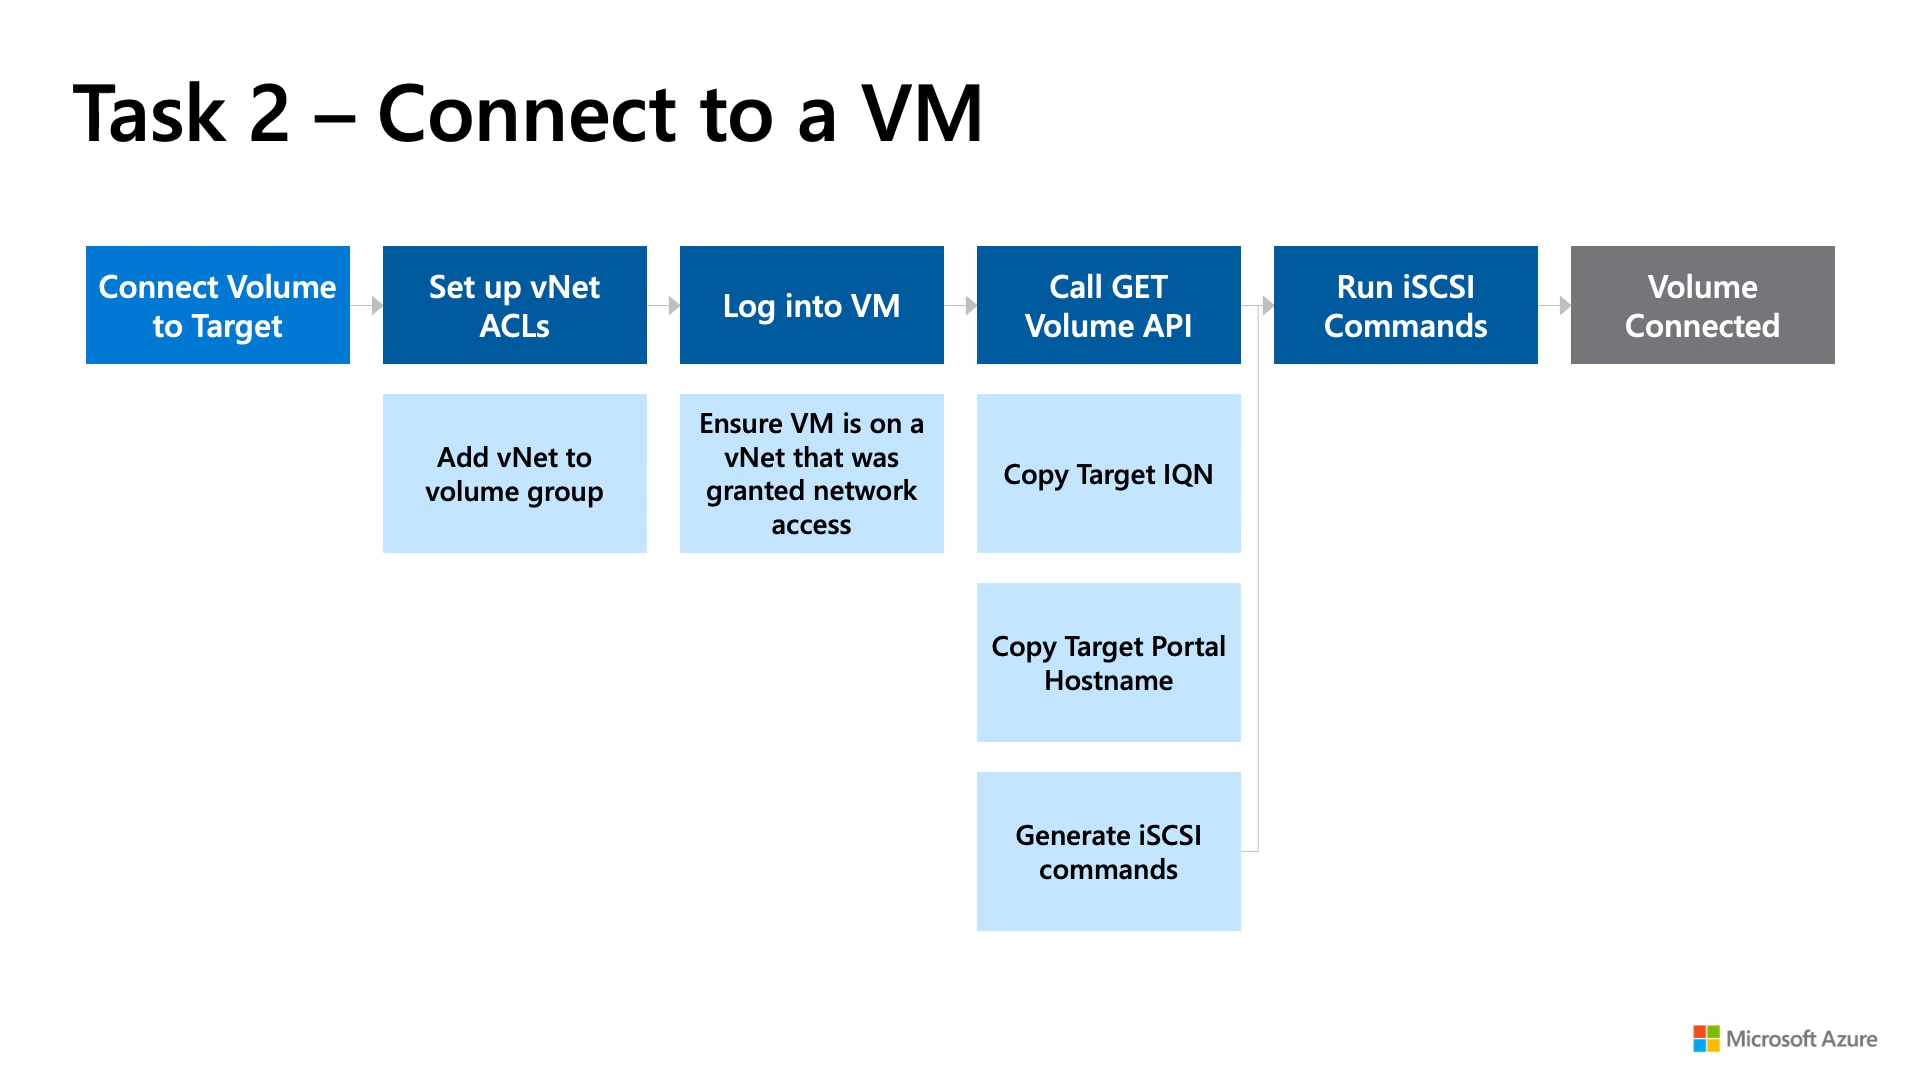 Task 2 – Connect to a VM
Connect Volume
to Target
Set up vNet
ACLs
Log into VM
Call GET
Volume API
Run iSCSI
Commands
Volume
Connected
Add vNet to
volume group
Ensure VM is on a
vNet that was
granted network
access
Copy Target IQN
Copy Target Portal
Hostname
Generate iSCSI
commands
Microsoft Azure